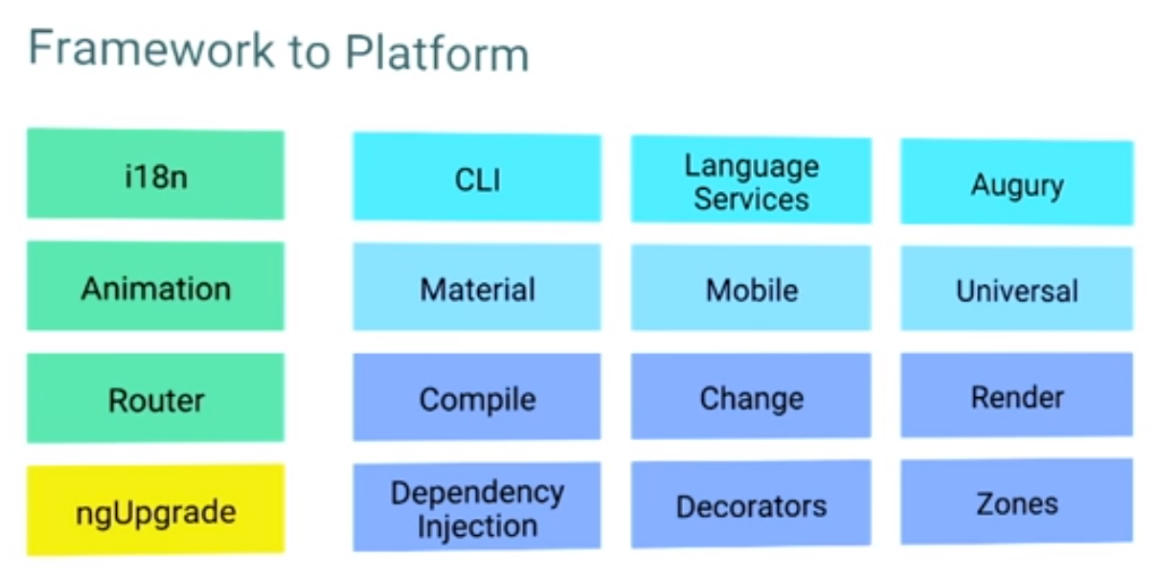 Framework to Platform
i18n
CLI
Language
Services
Augury
Animation
Material
Mobile
Universal
Router
Compile
Change
Render
ngUpgrade
Dependency
Injection
Decorators
Zones